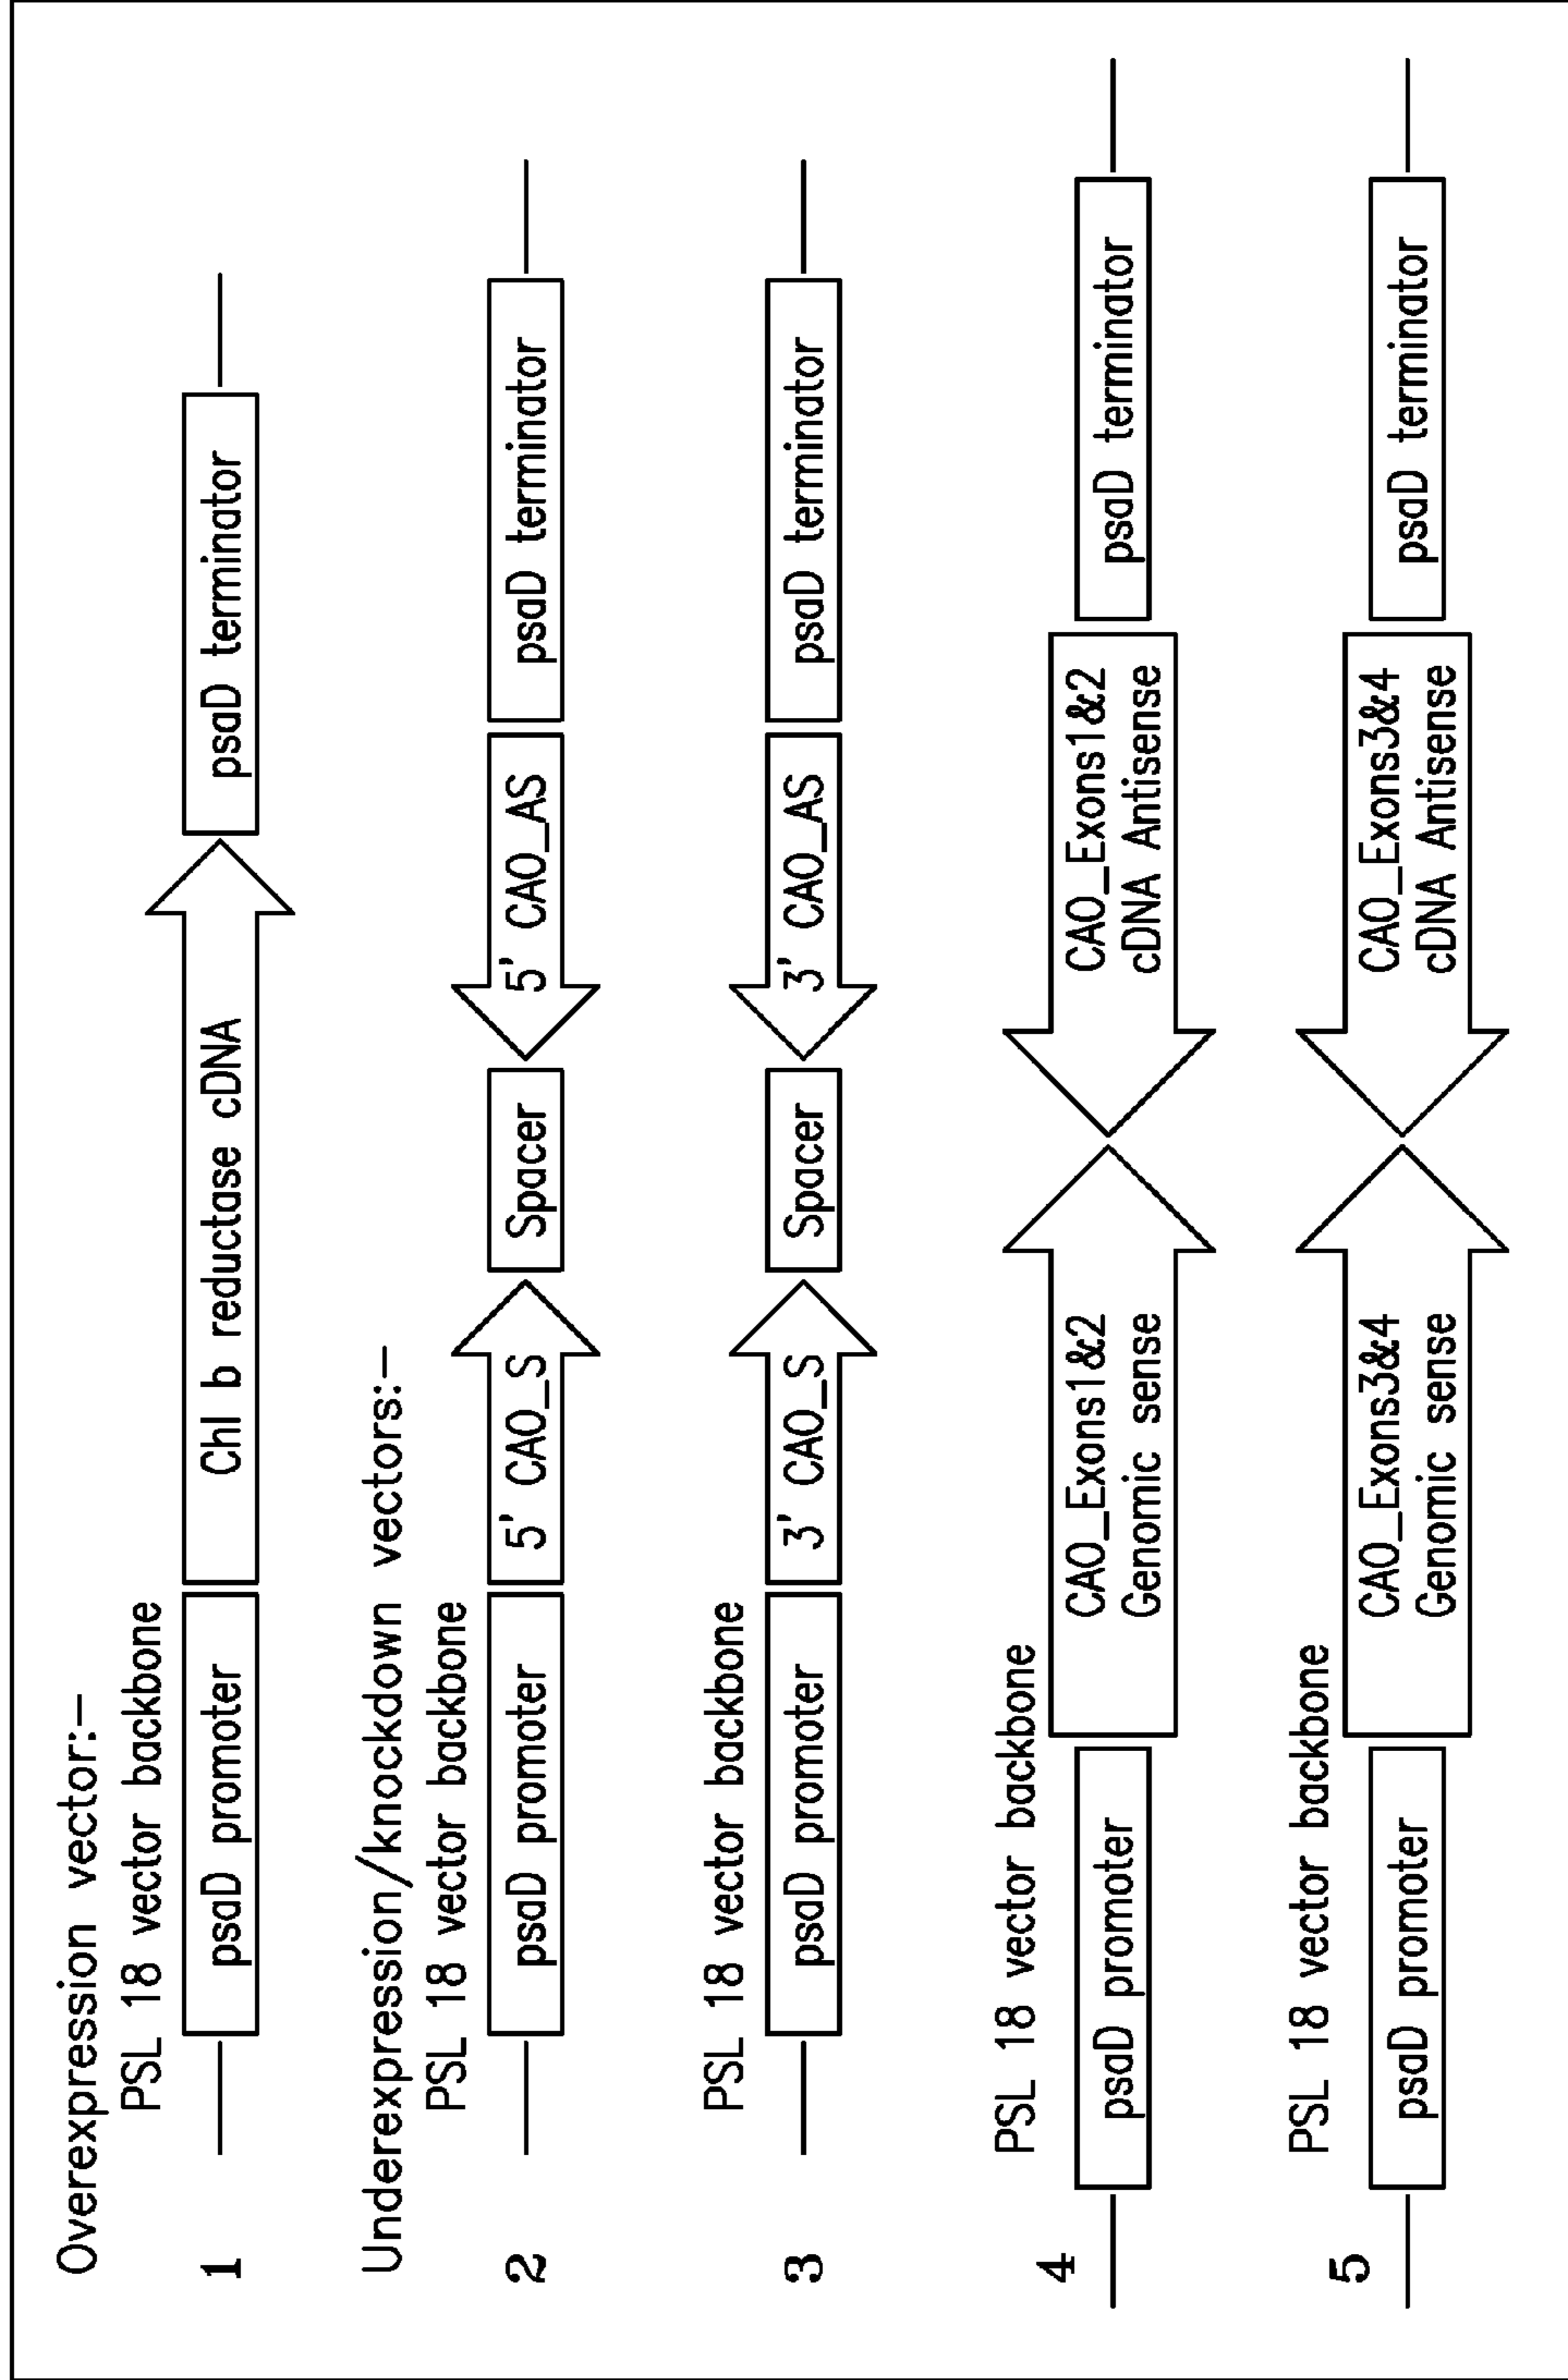 Overexpression vector:-
PSL 18 vector backbone
1 psaD promoter Chl b reductase cDNA psaD terminator
Underexpression/knockdown vectors:-
PSL 18 vector backbone
2 psaD promoter 5' CAO_S Spacer 5' CAO_AS psaD terminator
PSL 18 vector backbone
3 psaD promoter 3' CAO_S Spacer 3' CAO_AS psaD terminator
PSL 18 vector backbone
4 psaD promoter
CAO_Exons1&2
Genomic sense
CAO_Exons1&2
cDNA Antisense
psaD terminator
PSL 18 vector backbone
5 psaD promoter
CAO_Exons3&4
Genomic sense
CAO_Exons3&4
cDNA Antisense
psaD terminator